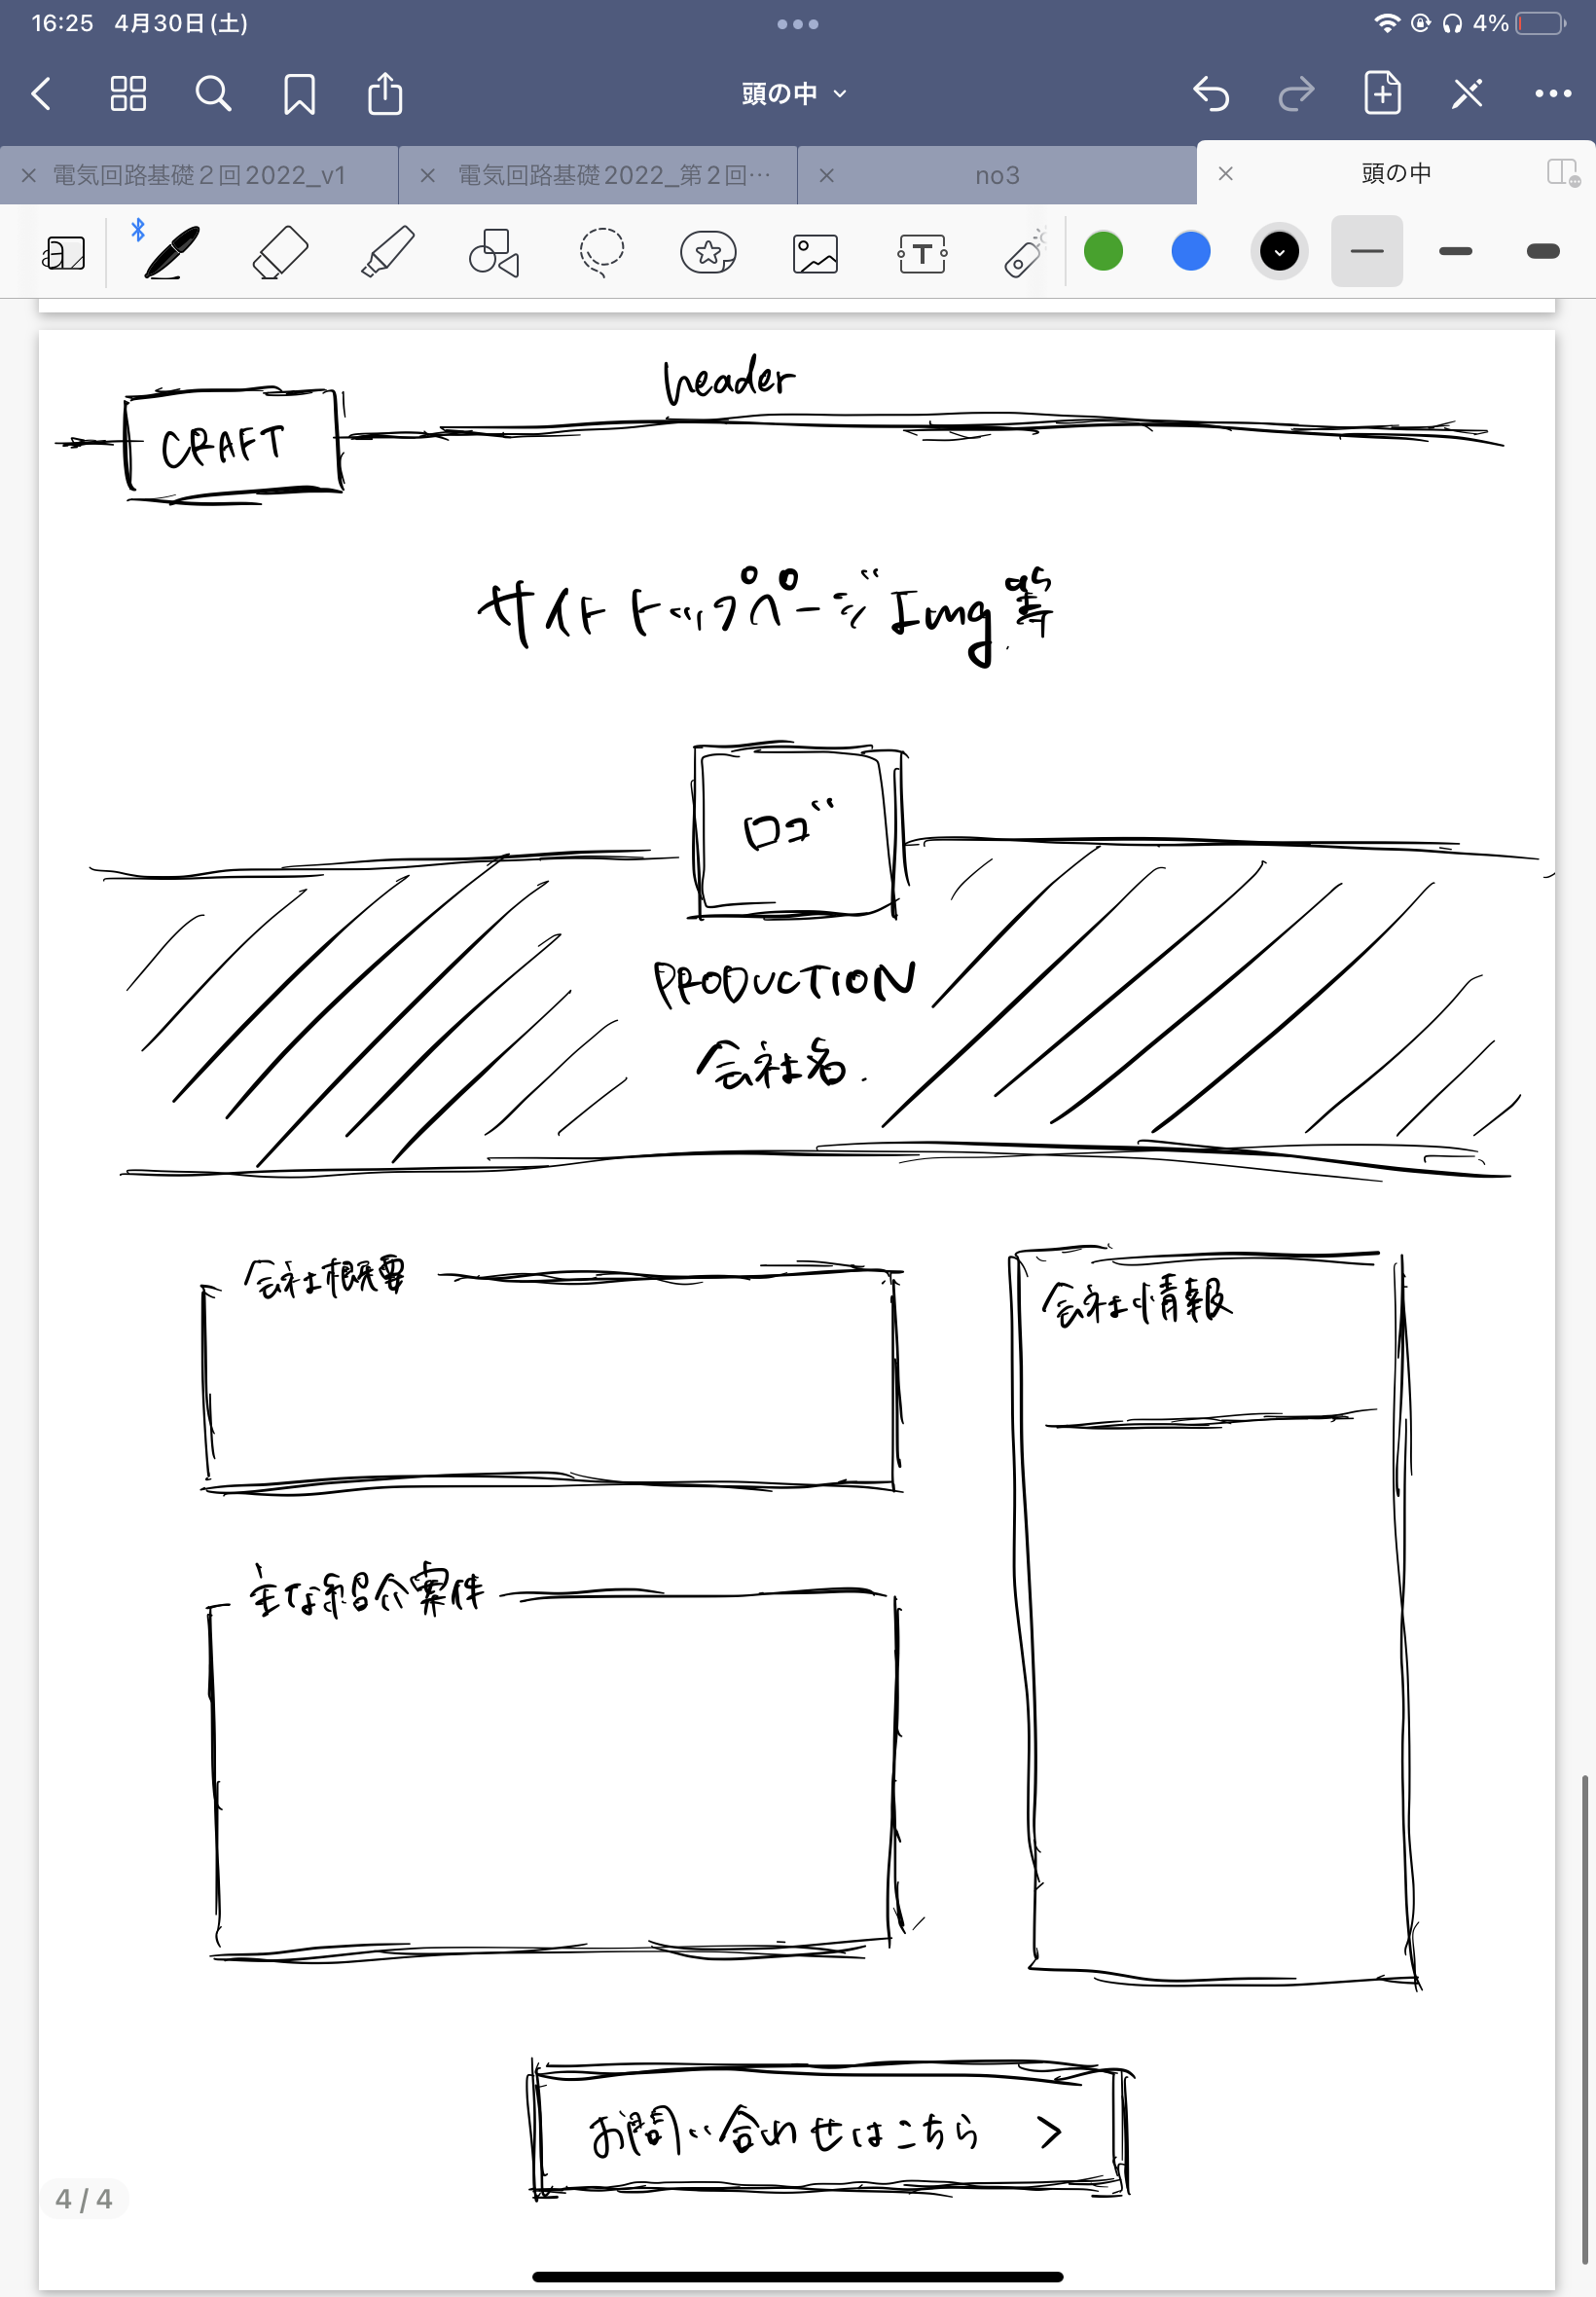 16:25 4月30日(土)
4%
頭の中
電気回路基礎２回2022_v1
電気回路基礎2022_第２回…
no3
頭の中
T
header
CRAFT
サイトトップページImg等
ロゴ
PRODUCTION
会社名.
会社概要
会社情報
主な紹介案件
お問い合わせはこちら >
4 / 4